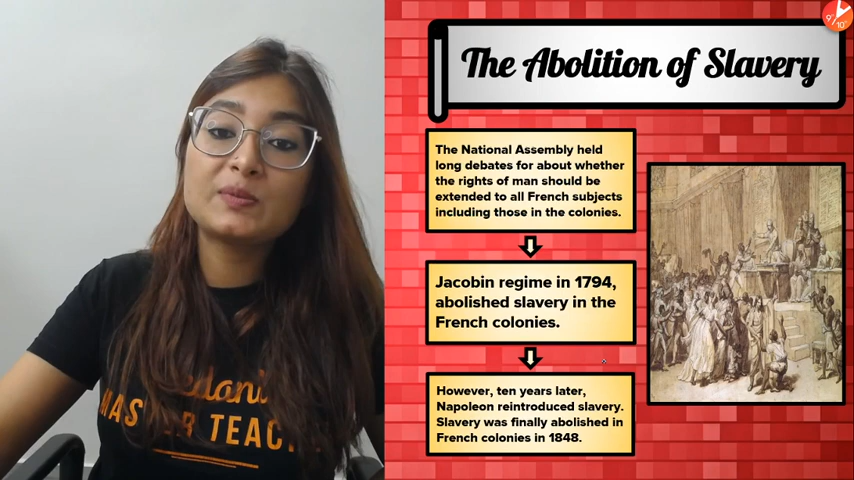 The Abolition of Slavery
The National Assembly held
long debates for about whether
the rights of man should be
extended to all French subjects
including those in the colonies.
Jacobin regime in 1794,
abolished slavery in the
French colonies.
However, ten years later,
Napoleon reintroduced slavery.
Slavery was finally abolished in
French colonies in 1848.